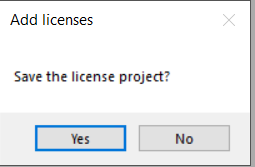 Add licenses
Save the license project?
Yes
No